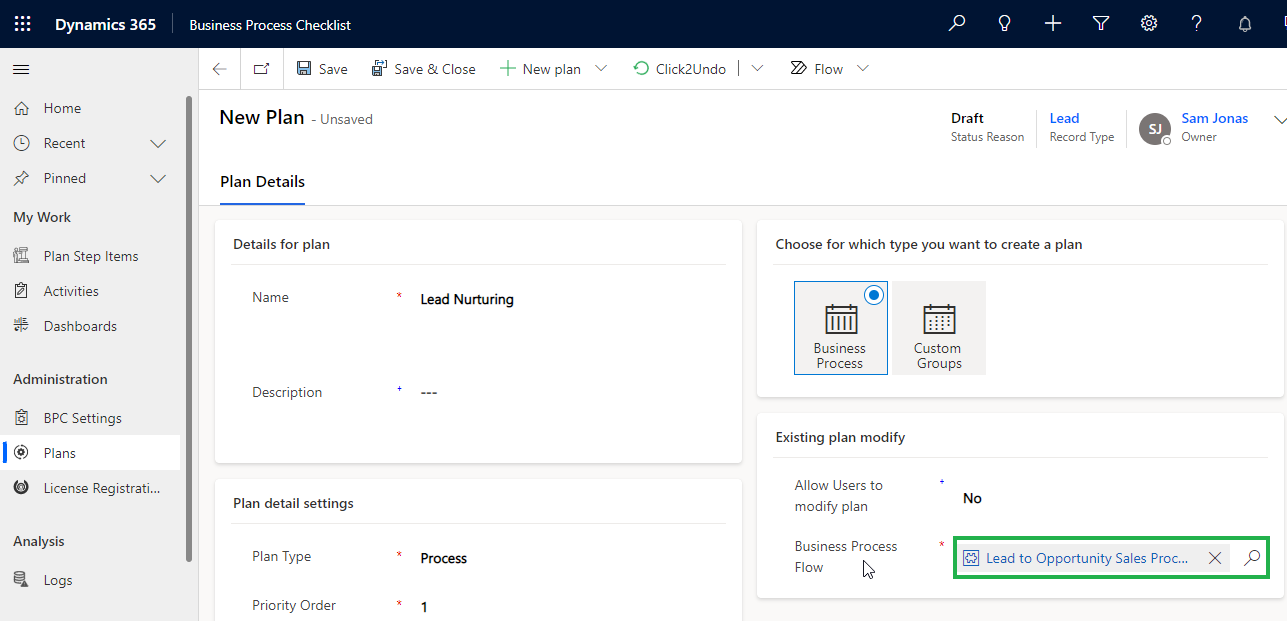 Dynamics 365
Business Process Checklist
Save
Save & Close
New plan
Click2Undo
Flow
Home
Recent
Pinned
My Work
Plan Step Items
Activities
Dashboards
Administration
BPC Settings
Plans
License Registrati...
Analysis
Logs
New Plan - Unsaved
Draft
Status Reason
Lead
Record Type
SJ
Sam Jonas
Owner
Plan Details
Details for plan
Name * Lead Nurturing
Description + ---
Plan detail settings
Plan Type * Process
Priority Order * 1
Choose for which type you want to create a plan
Business
Process
Custom
Groups
Existing plan modify
Allow Users to
modify plan
+ No
Business Process
Flow
* Lead to Opportunity Sales Proc...